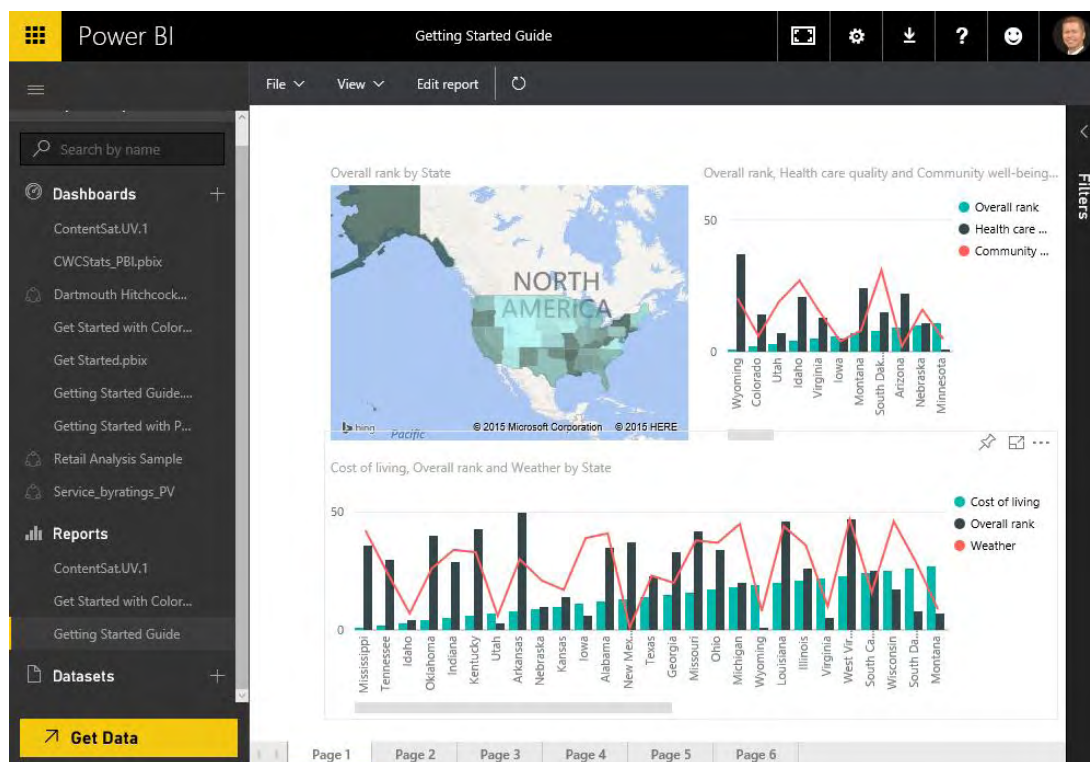 Power BI
Getting Started Guide
?
File
View
Edit report
Search by name
Dashboards
ContentSat.UV.1
CWCStats_PBI.pbix
Dartmouth Hitchcock...
Get Started with Color...
Get Started.pbix
Getting Started Guide....
Getting Started with P...
Retail Analysis Sample
Service_byratings_PV
Reports
ContentSat.UV.1
Get Started with Color...
Getting Started Guide
Datasets
Get Data
Overall rank by State
NORTH
AMERICA
bing
Pacific
© 2015 Microsoft Corporation
© 2015 HERE
Overall rank, Health care quality and Community well-being...
50
0
Overall rank
Health care ...
Community ...
Wyoming
Colorado
Utah
Idaho
Virginia
Iowa
Montana
South Dak...
Arizona
Nebraska
Minnesota
Filters
Cost of living, Overall rank and Weather by State
50
0
Cost of living
Overall rank
Weather
Mississippi
Tennessee
Idaho
Oklahoma
Indiana
Kentucky
Utah
Arkansas
Nebraska
Kansas
Iowa
Alabama
New Mex...
Texas
Georgia
Missouri
Ohio
Michigan
Wyoming
Louisiana
Illinois
Virginia
West Vir...
South Ca...
Wisconsin
South Da...
Montana
Page 1
Page 2
Page 3
Page 4
Page 5
Page 6